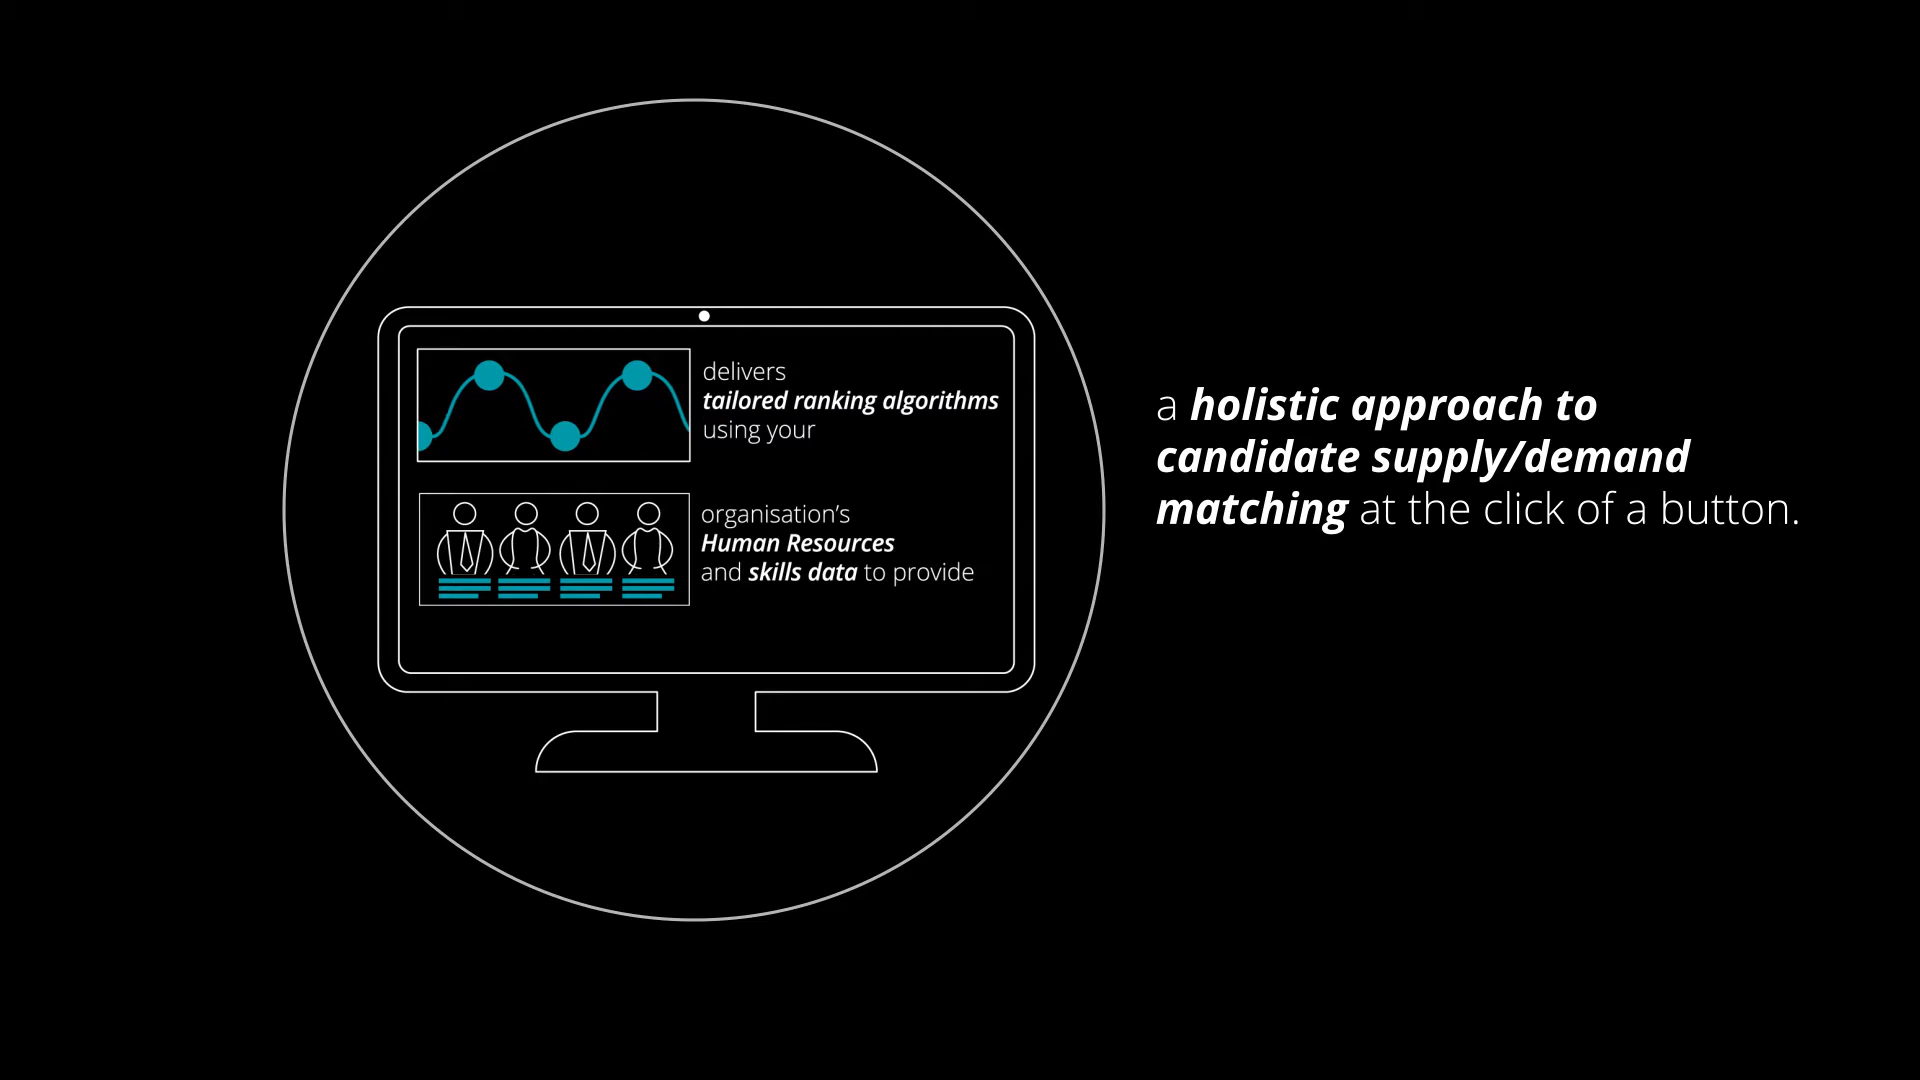 delivers
tailored ranking algorithms
using your
organisation’s
Human Resources
and skills data to provide
a holistic approach to
candidate supply/demand
matching at the click of a button.